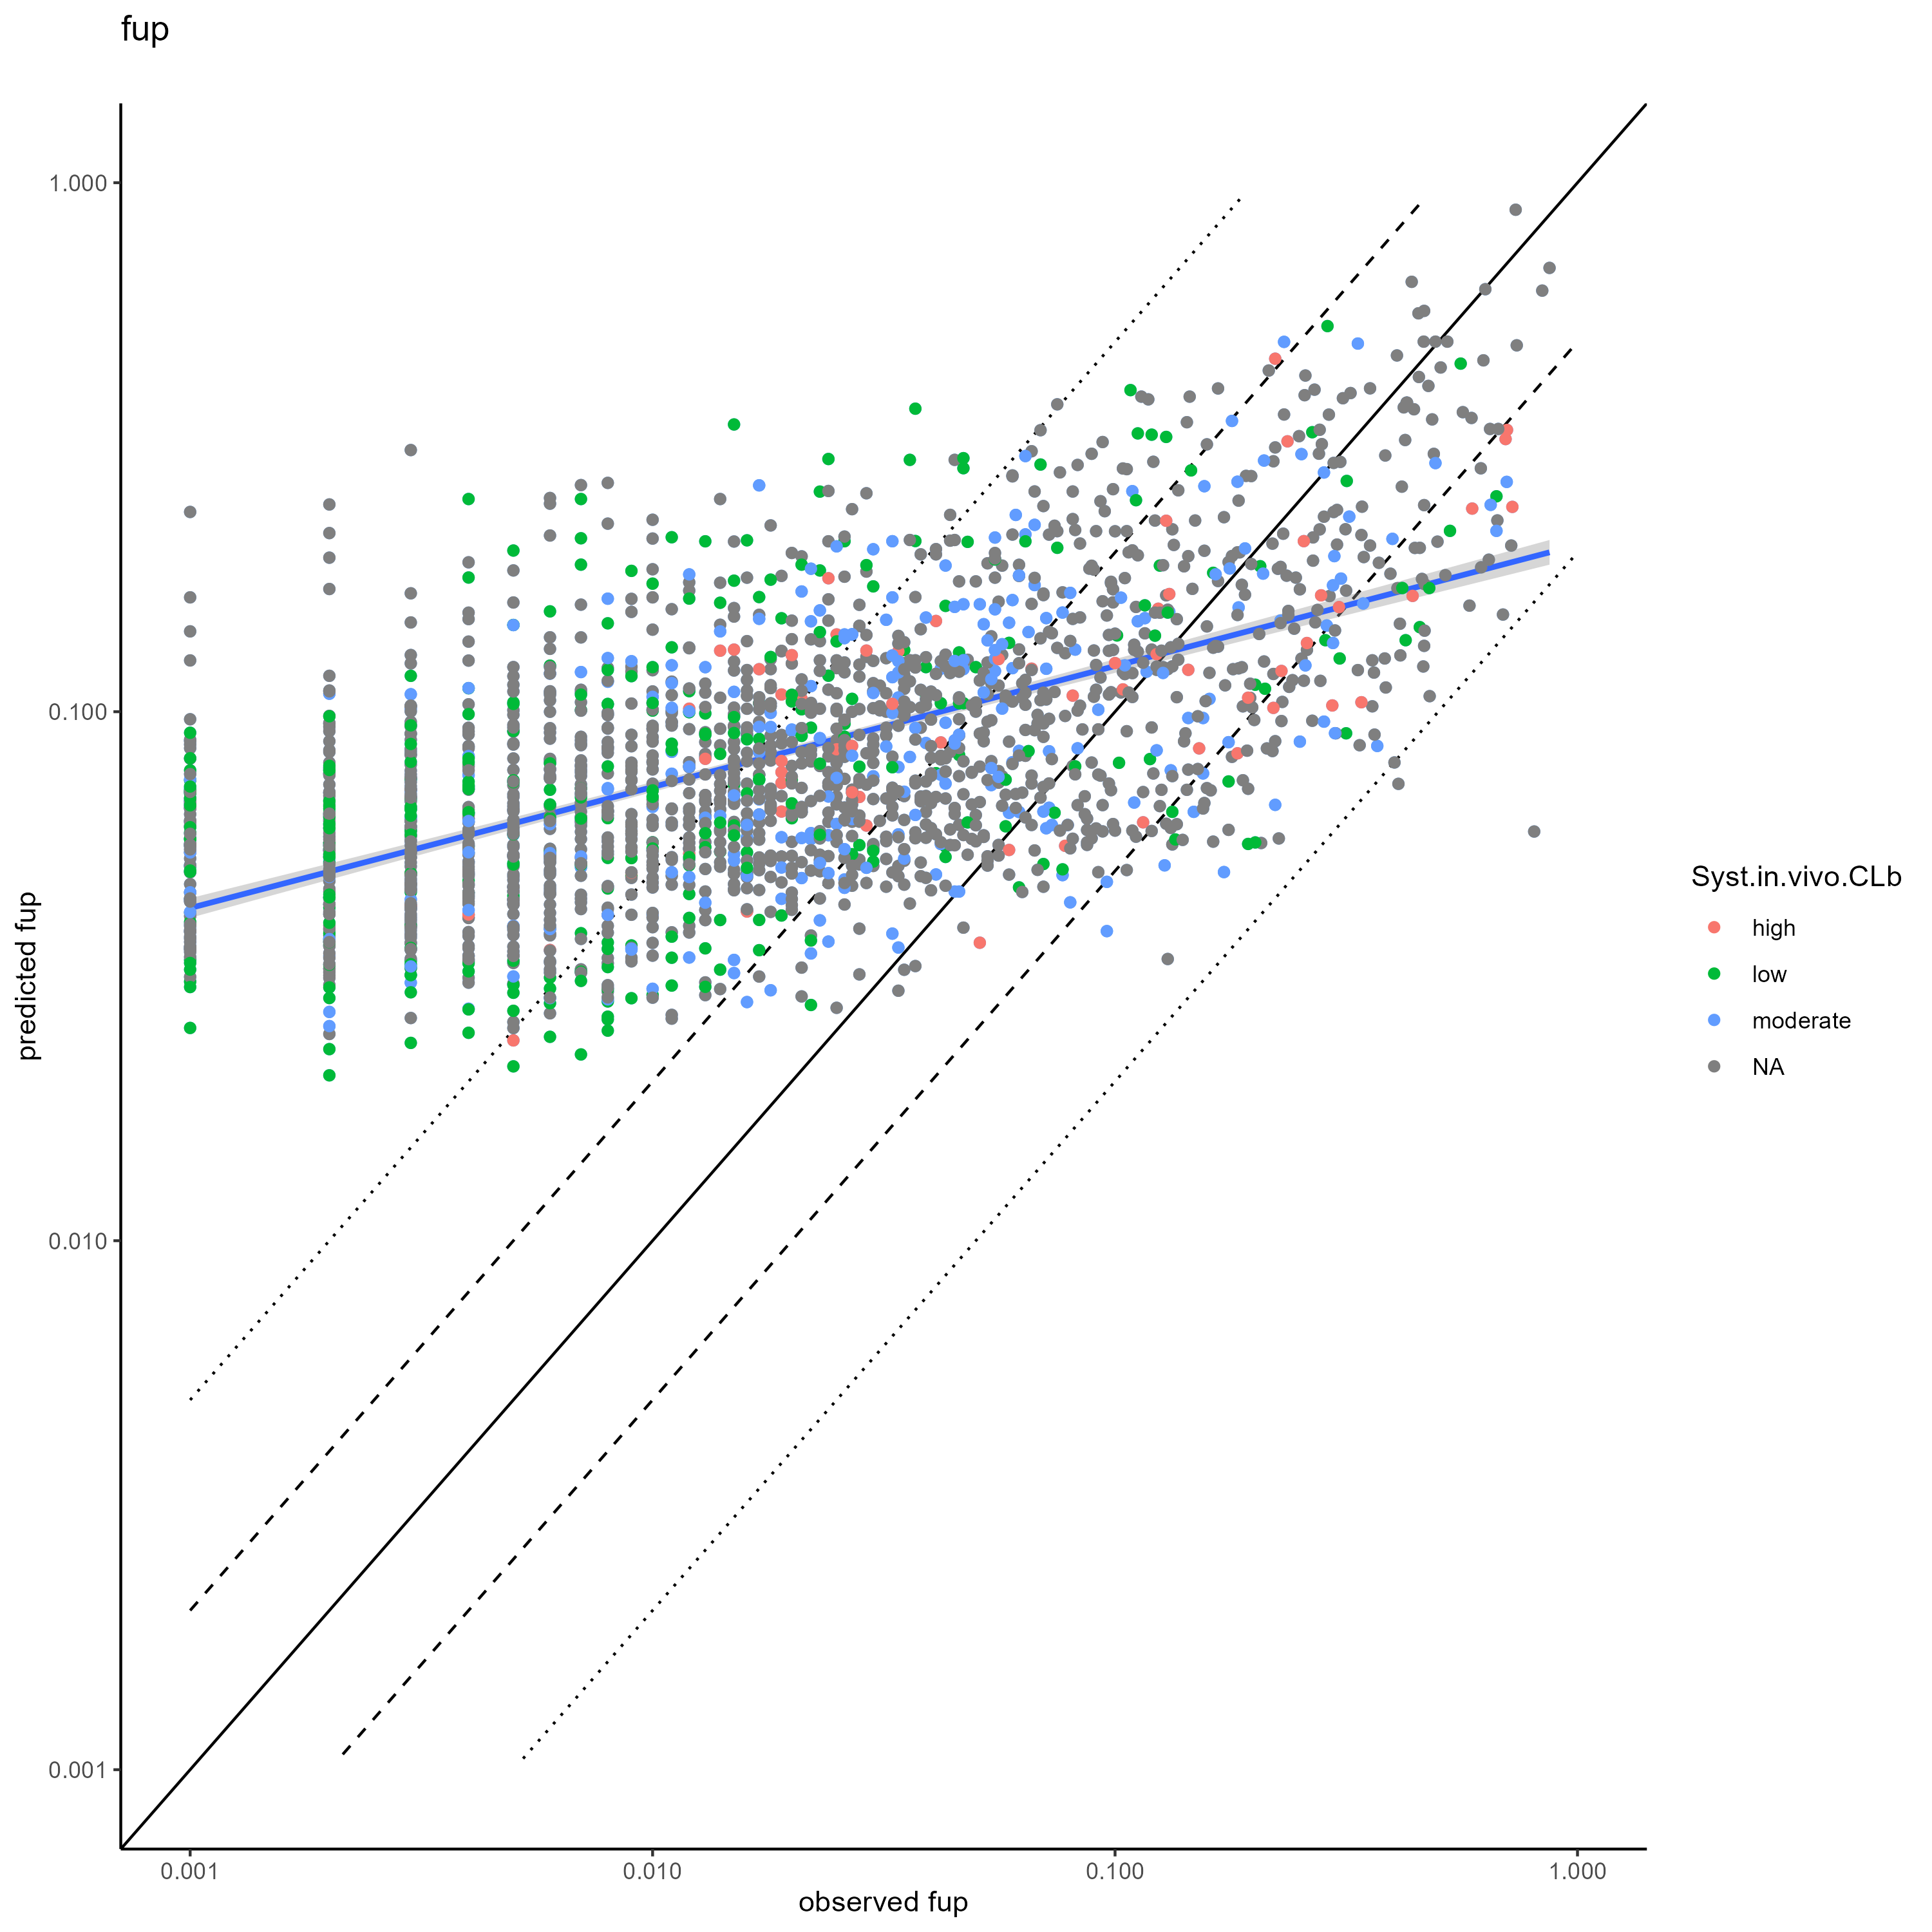 fup
1.000
0.100
0.010
0.001
predicted fup
0.001
0.010
0.100
1.000
observed fup
Syst.in.vivo.CLb
high
low
moderate
NA